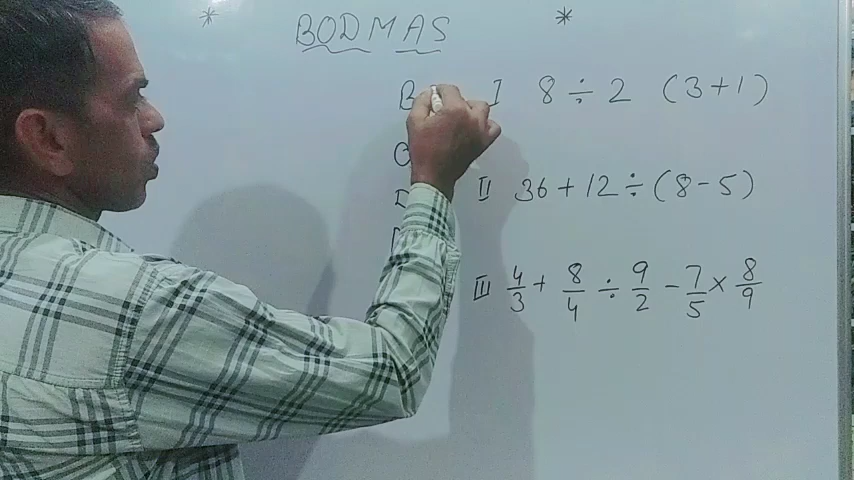 * BODMAS *
B I 8 ÷ 2 (3+1)
O
D II 36 + 12 ÷ (8-5)
III 4/3 + 8/4 ÷ 9/2 - 7/5 × 8/9